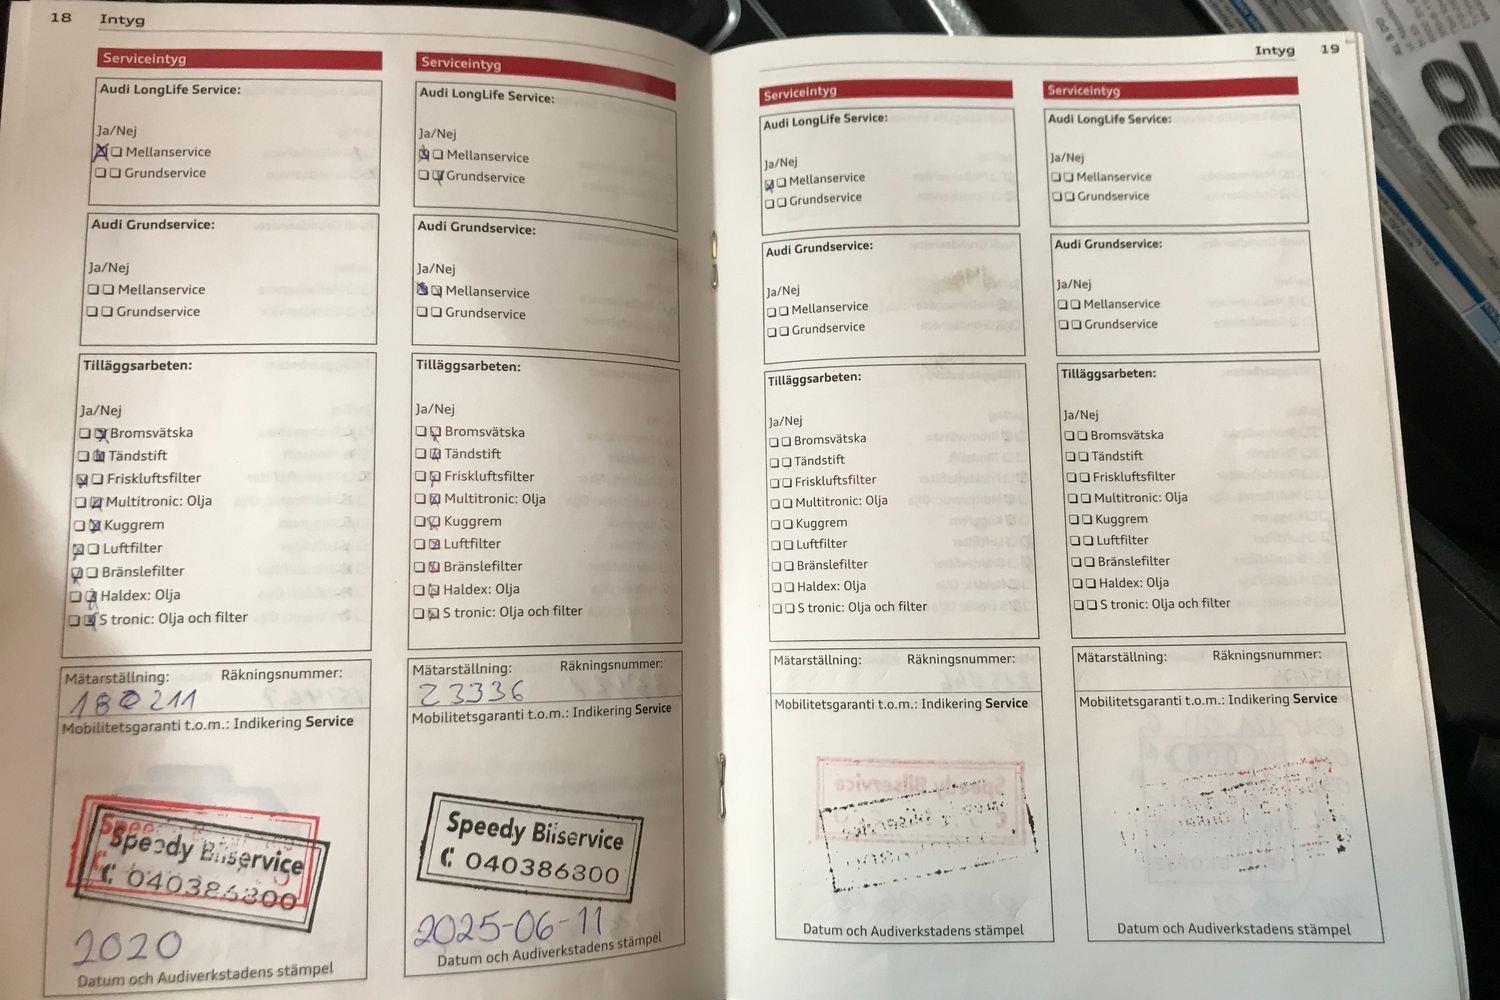 18 Intyg
Serviceintyg
Audi LongLife Service:
Ja/Nej
Mellanservice
Grundservice
Audi Grundservice:
Ja/Nej
Mellanservice
Grundservice
Tilläggsarbeten:
Ja/Nej
Bromsvätska
Tändstift
Friskluftsfilter
Multitronic: Olja
Kuggrem
Luftfilter
Bränslefilter
Haldex: Olja
S tronic: Olja och filter
Mätarställning: Räkningsnummer:
180211
Mobilitetsgaranti t.o.m.: Indikering Service
Speedy Bilservice
040386300
2020
Datum och Audiverkstadens stämpel
Serviceintyg
Audi LongLife Service:
Ja/Nej
Mellanservice
Grundservice
Audi Grundservice:
Ja/Nej
Mellanservice
Grundservice
Tilläggsarbeten:
Ja/Nej
Bromsvätska
Tändstift
Friskluftsfilter
Multitronic: Olja
Kuggrem
Luftfilter
Bränslefilter
Haldex: Olja
S tronic: Olja och filter
Mätarställning: Räkningsnummer:
23336
Mobilitetsgaranti t.o.m.: Indikering Service
Speedy Bilservice
040386300
2025-06-11
Datum och Audiverkstadens stämpel
Intyg 19
Serviceintyg
Audi LongLife Service:
Ja/Nej
Mellanservice
Grundservice
Audi Grundservice:
Ja/Nej
Mellanservice
Grundservice
Tilläggsarbeten:
Ja/Nej
Bromsvätska
Tändstift
Friskluftsfilter
Multitronic: Olja
Kuggrem
Luftfilter
Bränslefilter
Haldex: Olja
S tronic: Olja och filter
Mätarställning: Räkningsnummer:
Mobilitetsgaranti t.o.m.: Indikering Service
Datum och Audiverkstadens stämpel
Serviceintyg
Audi LongLife Service:
Ja/Nej
Mellanservice
Grundservice
Audi Grundservice:
Ja/Nej
Mellanservice
Grundservice
Tilläggsarbeten:
Ja/Nej
Bromsvätska
Tändstift
Friskluftsfilter
Multitronic: Olja
Kuggrem
Luftfilter
Bränslefilter
Haldex: Olja
S tronic: Olja och filter
Mätarställning: Räkningsnummer:
Mobilitetsgaranti t.o.m.: Indikering Service
Datum och Audiverkstadens stämpel